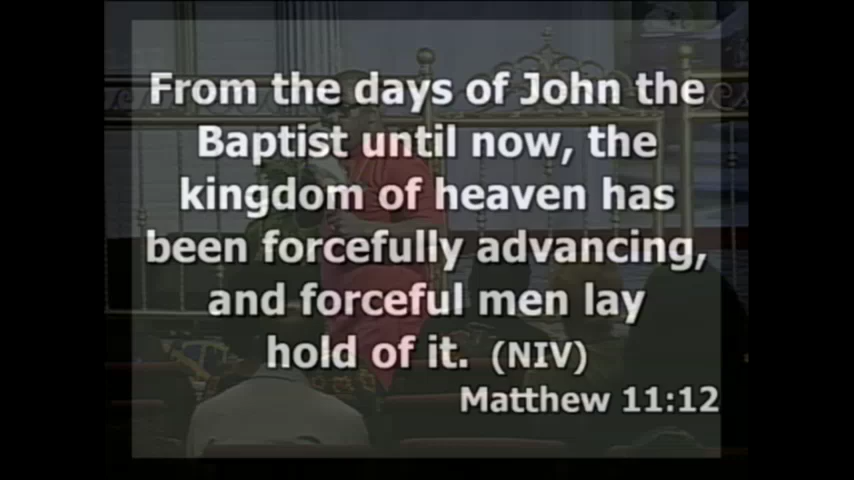 From the days of John the
Baptist until now, the
kingdom of heaven has
been forcefully advancing,
and forceful men lay
hold of it. (NIV)
Matthew 11:12